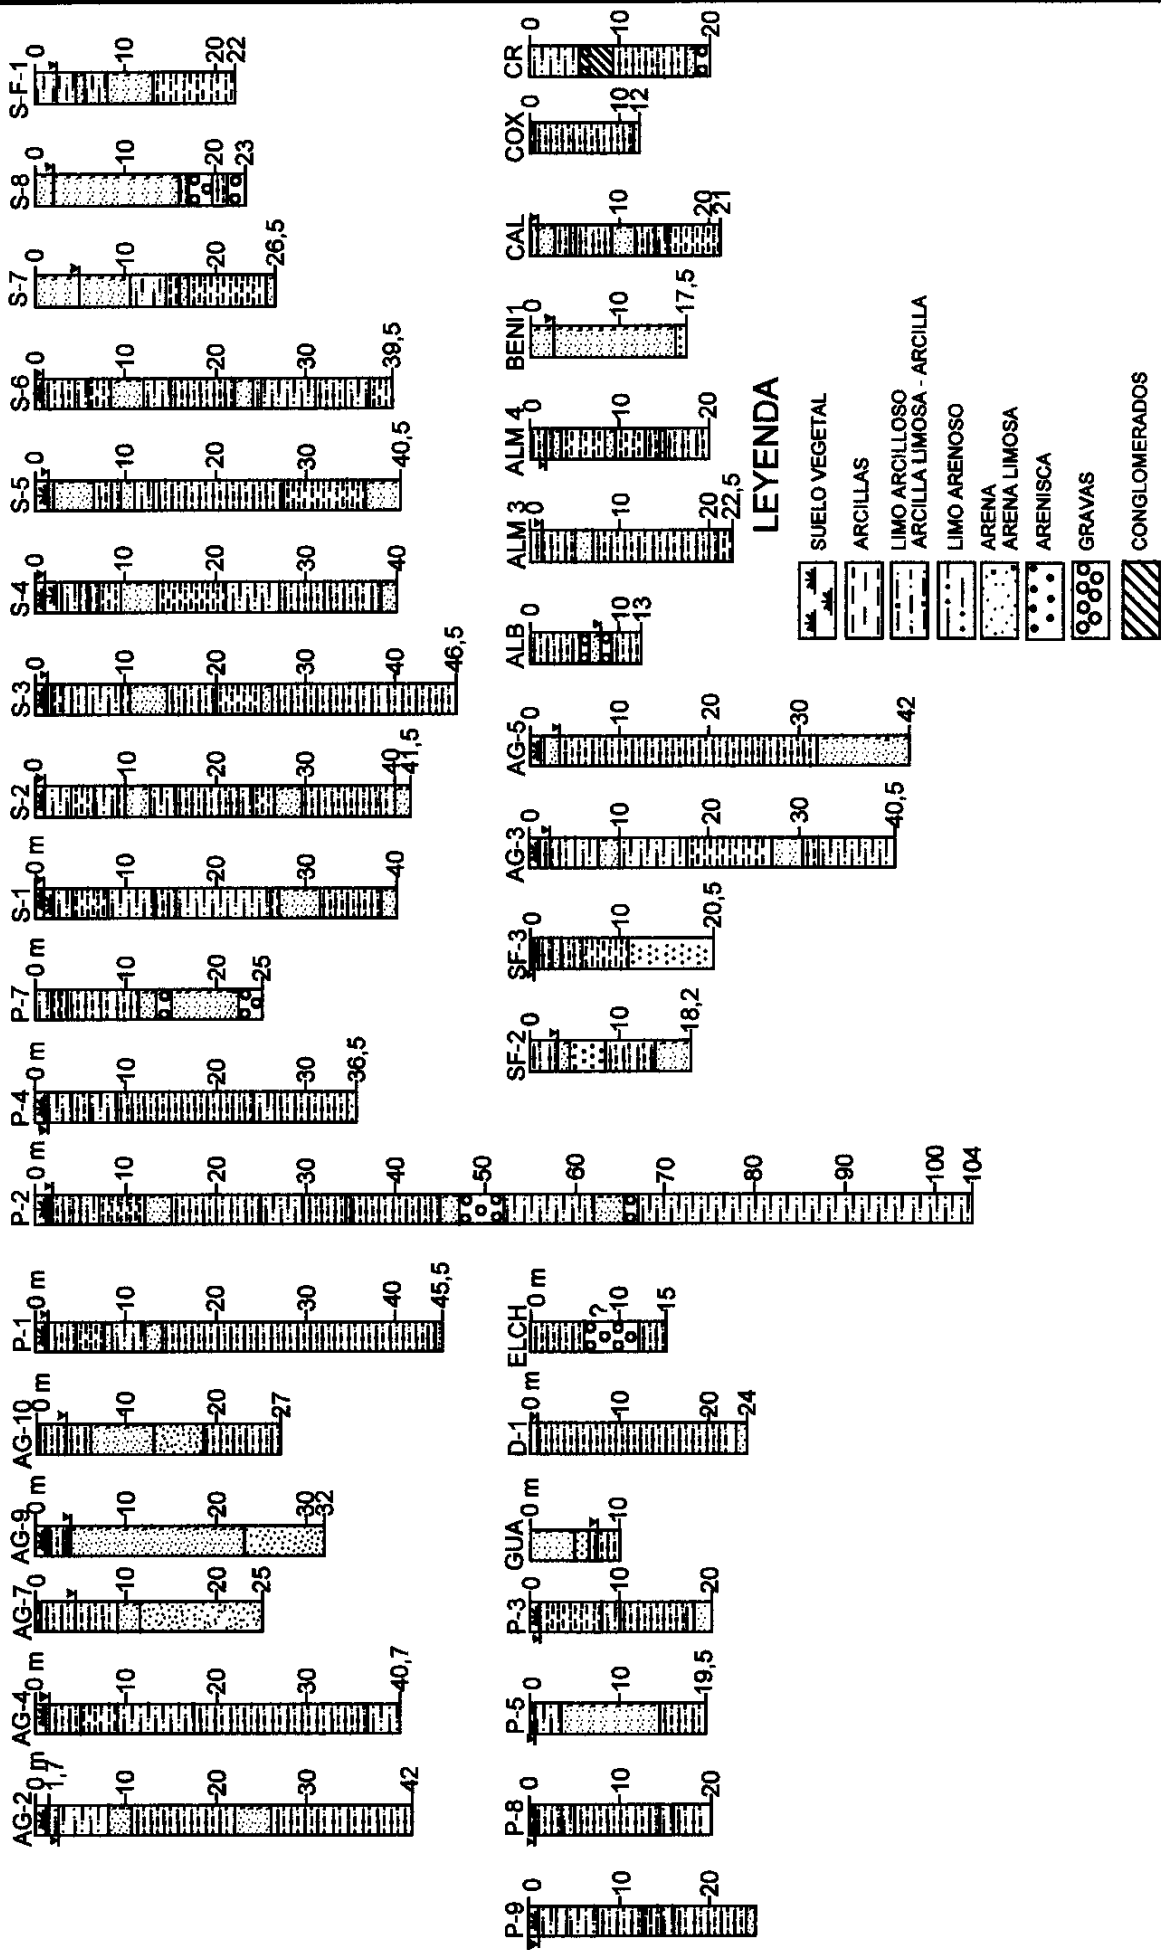 AG-2
0 m
1,7
10
20
30
42
AG-4
0 m
10
20
30
40,7
AG-7
0
10
20
25
AG-9
0 m
10
20
30
32
AG-10
0 m
10
20
27
P-1
0 m
10
20
30
40
45,5
P-2
0 m
10
20
30
40
50
60
70
80
90
100
104
P-4
0 m
10
20
30
36,5
P-7
0 m
10
20
25
S-1
0 m
10
20
30
40
S-2
0
10
20
30
40
41,5
S-3
0
10
20
30
40
46,5
S-4
0
10
20
30
40
S-5
0
10
20
30
40,5
S-6
0
10
20
30
39,5
S-7
0
10
20
26,5
S-8
0
10
20
23
S-F-1
0
10
20
22
P-9
0
10
20
P-8
0
10
20
P-5
0
10
19,5
P-3
0
10
20
GUA
0 m
10
D-1
0 m
10
20
24
ELCH
0 m
?
10
15
SF-2
0
10
18,2
SF-3
0
10
20,5
AG-3
0
10
20
30
40,5
AG-5
0
10
20
30
42
ALB
0
10
13
ALM 3
0
10
20
22,5
ALM 4
0
10
20
BENI1
0
10
17,5
CAL
0
10
20
21
COX
0
10
12
CR
0
10
20
LEYENDA
SUELO VEGETAL
ARCILLAS
LIMO ARCILLOSO
ARCILLA LIMOSA - ARCILLA
LIMO ARENOSO
ARENA
ARENA LIMOSA
ARENISCA
GRAVAS
CONGLOMERADOS